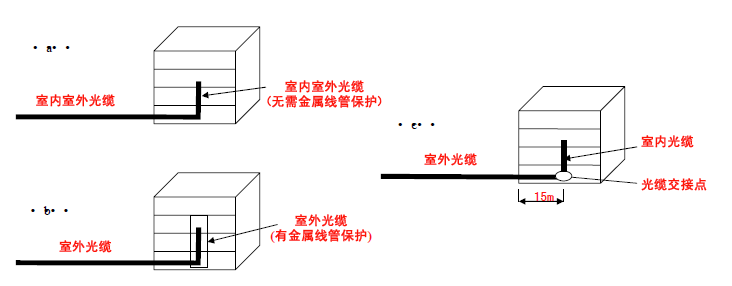 a
室内室外光缆
室内室外光缆
(无需金属线管保护)
b
室外光缆
室外光缆
(有金属线管保护)
c
室外光缆
室内光缆
光缆交接点
15m